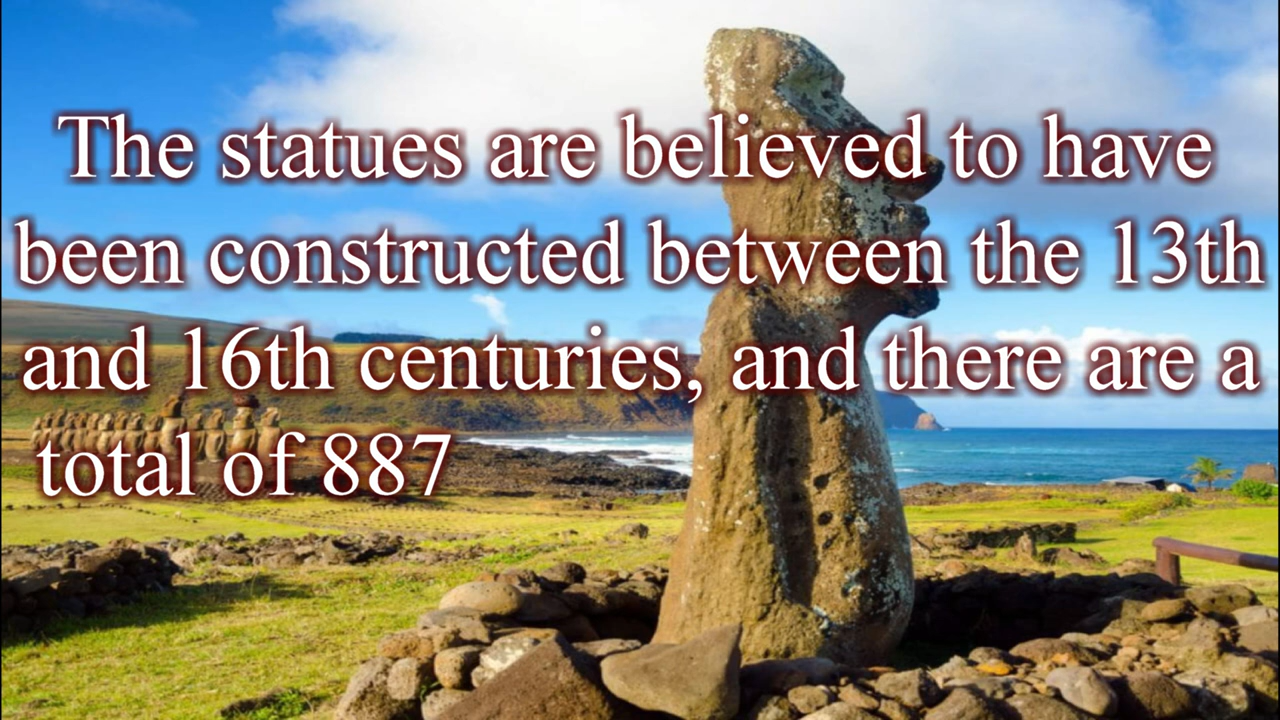 The statues are believed to have
been constructed between the 13th
and 16th centuries, and there are a
total of 887